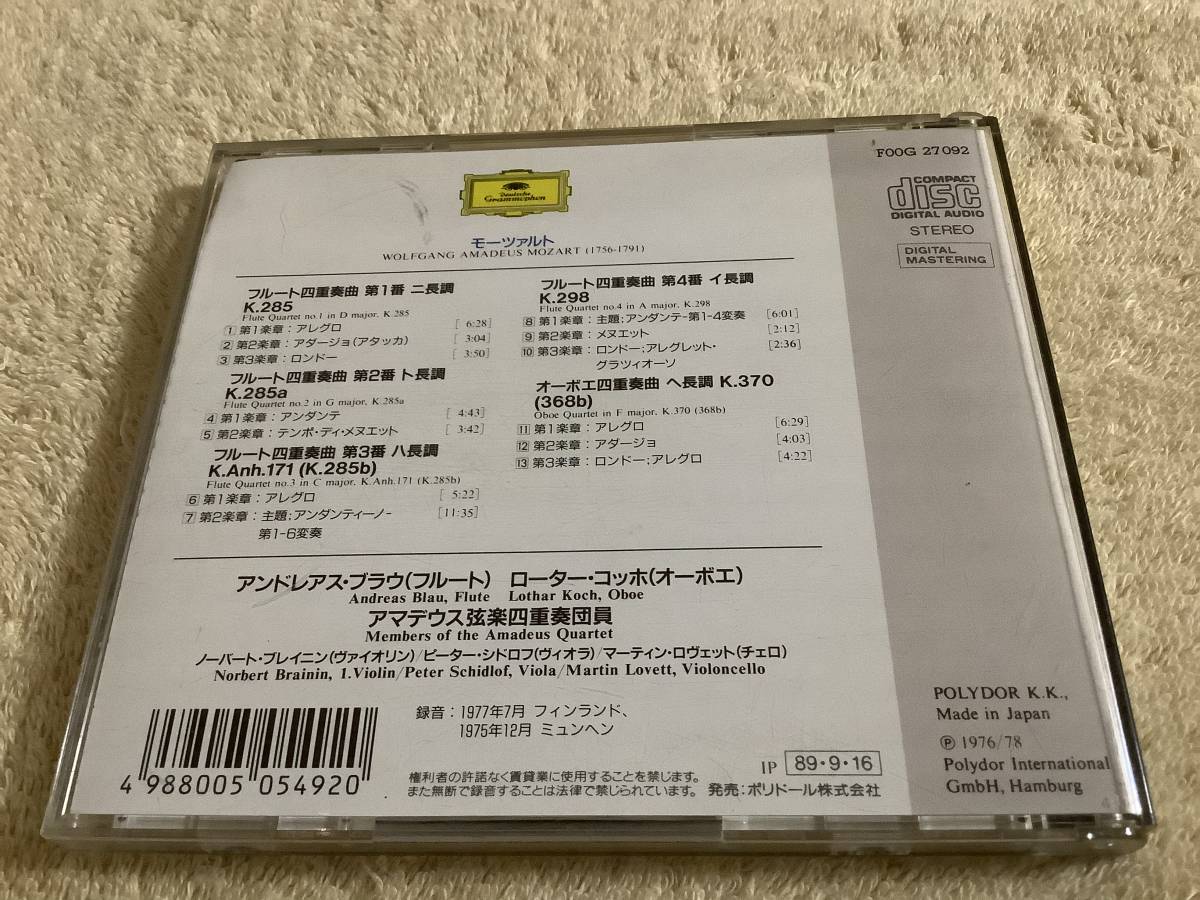 Deutsche
Grammophon
モーツァルト
WOLFGANG AMADEUS MOZART (1756-1791)
フルート四重奏曲 第1番 ニ長調
K.285
Flute Quartet no.1 in D major. K.285
1 第1楽章：アレグロ [ 6:28]
2 第2楽章：アダージョ（アタッカ） [ 3:04]
3 第3楽章：ロンドー [ 3:50]
フルート四重奏曲 第2番 ト長調
K.285a
Flute Quartet no.2 in G major. K.285a
4 第1楽章：アンダンテ [ 4:43]
5 第2楽章：テンポ・ディ・メヌエット [ 3:42]
フルート四重奏曲 第3番 ハ長調
K.Anh.171 (K.285b)
Flute Quartet no.3 in C major. K.Anh.171 (K.285b)
6 第1楽章：アレグロ [ 5:22]
7 第2楽章：主題；アンダンティーノ- [11:35]
第1-6変奏
フルート四重奏曲 第4番 イ長調
K.298
Flute Quartet no.4 in A major. K.298
8 第1楽章：主題；アンダンテ-第1-4変奏 [6:01]
9 第2楽章：メヌエット [2:12]
10 第3楽章：ロンドー；アレグレット・ [2:36]
グラツィオーソ
オーボエ四重奏曲 ヘ長調 K.370
(368b)
Oboe Quartet in F major. K.370 (368b)
11 第1楽章：アレグロ [6:29]
12 第2楽章：アダージョ [4:03]
13 第3楽章：ロンドー；アレグロ [4:22]
アンドレアス・ブラウ（フルート） ローター・コッホ（オーボエ）
Andreas Blau, Flute Lothar Koch, Oboe
アマデウス弦楽四重奏団員
Members of the Amadeus Quartet
ノーバート・ブレイニン（ヴァイオリン）/ピーター・シドロフ（ヴィオラ）/マーティン・ロヴェット（チェロ）
Norbert Brainin, 1.Violin/Peter Schidlof, Viola/Martin Lovett, Violoncello
録音：1977年7月 フィンランド、
1975年12月 ミュンヘン
IP 89・9・16
権利者の許諾なく賃貸業に使用することを禁じます。
また無断で録音することは法律で禁じられています。 発売：ポリドール株式会社
4 988005 054920
F00G 27092
COMPACT
disc
DIGITAL AUDIO
STEREO
DIGITAL
MASTERING
POLYDOR K.K.,
Made in Japan
Ⓟ 1976/78
Polydor International
GmbH, Hamburg
4